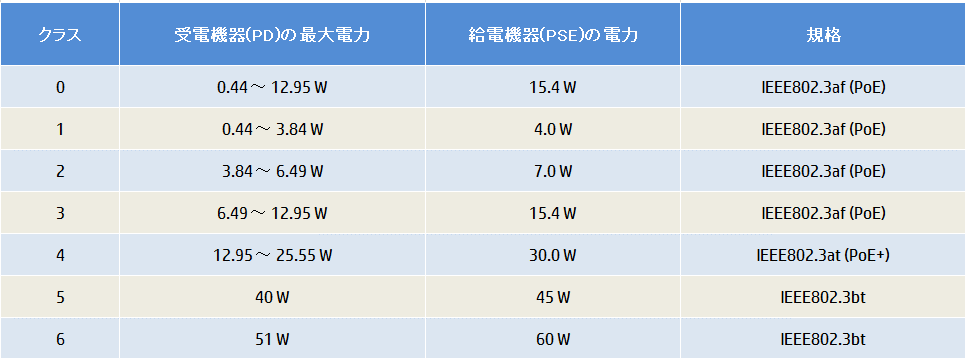 クラス 受電機器(PD)の最大電力 給電機器(PSE)の電力 規格
0 0.44～12.95 W 15.4 W IEEE802.3af (PoE)
1 0.44～3.84 W 4.0 W IEEE802.3af (PoE)
2 3.84～6.49 W 7.0 W IEEE802.3af (PoE)
3 6.49～12.95 W 15.4 W IEEE802.3af (PoE)
4 12.95～25.55 W 30.0 W IEEE802.3at (PoE+)
5 40 W 45 W IEEE802.3bt
6 51 W 60 W IEEE802.3bt